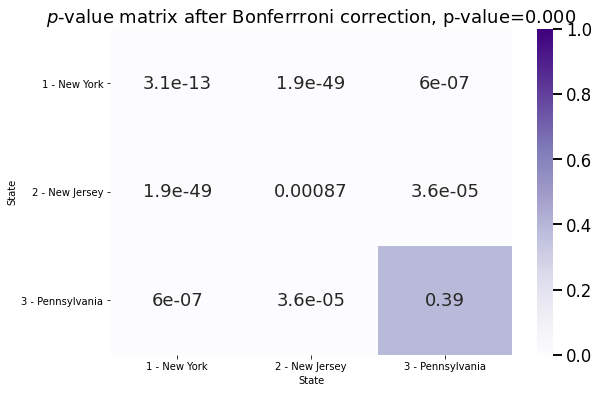 p-value matrix after Bonferrroni correction, p-value=0.000
State
1 - New York
3.1e-13 1.9e-49 6e-07
2 - New Jersey
1.9e-49 0.00087 3.6e-05
3 - Pennsylvania
6e-07 3.6e-05 0.39
1 - New York 2 - New Jersey 3 - Pennsylvania
State
1.0
0.8
0.6
0.4
0.2
0.0